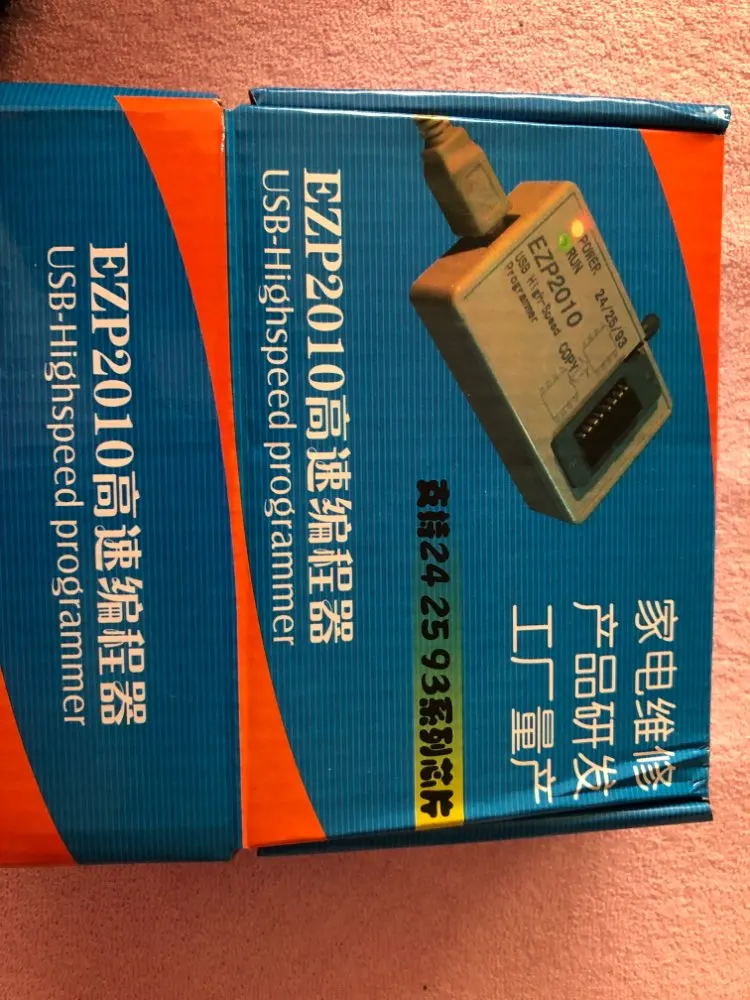 家电维修
产品研发
工厂量产
POWER
RUN
24/25/93
EZP2010
USB High-Speed
Programmer
COPY
支持24 25 93系列芯片
EZP2010高速编程器
USB-Highspeed programmer
EZP2010高速编程器
USB-Highspeed programmer